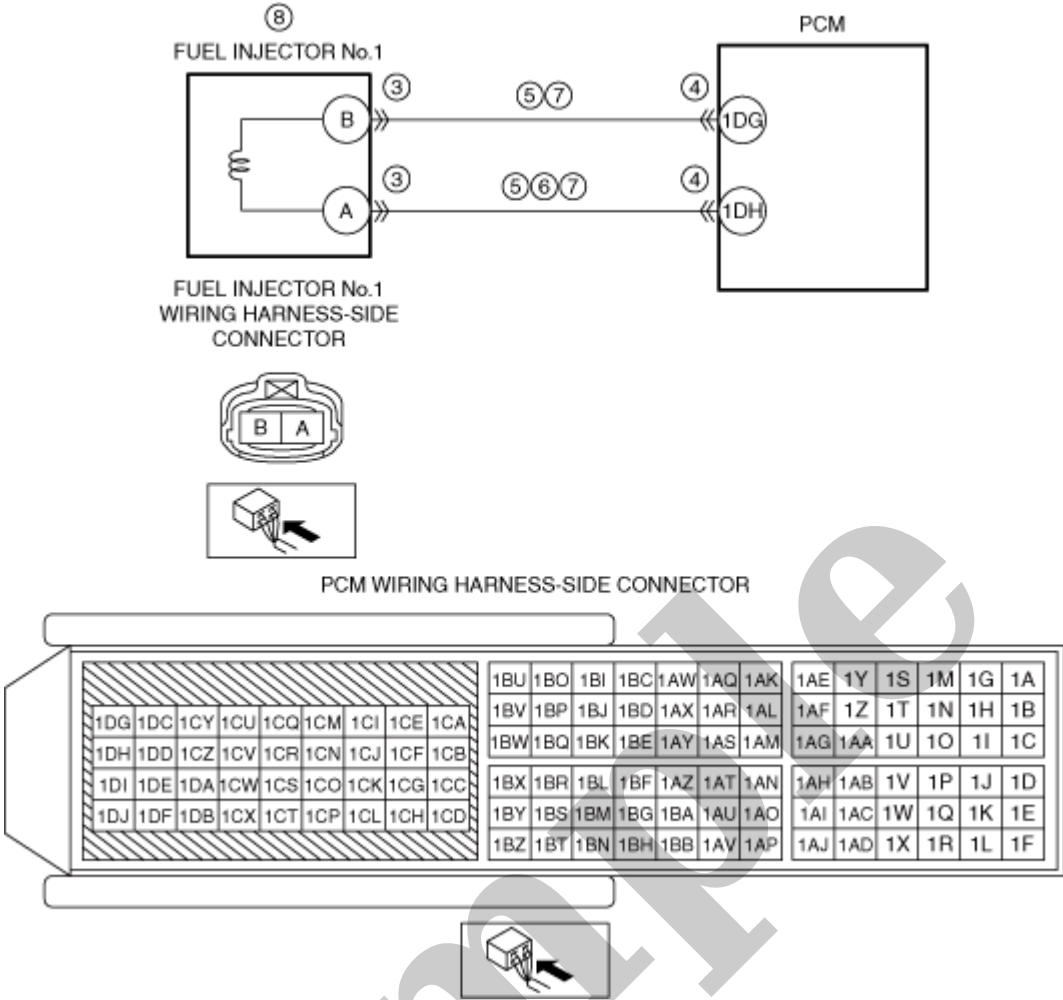 ⑧
FUEL INJECTOR No.1
PCM
③ ⑤⑦ ④
B 1DG
③ ⑤⑥⑦ ④
A 1DH
FUEL INJECTOR No.1
WIRING HARNESS-SIDE
CONNECTOR
B A
PCM WIRING HARNESS-SIDE CONNECTOR
1BU 1BO 1BI 1BC 1AW 1AQ 1AK 1AE 1Y 1S 1M 1G 1A
1DG 1DC 1CY 1CU 1CQ 1CM 1CI 1CE 1CA 1BV 1BP 1BJ 1BD 1AX 1AR 1AL 1AF 1Z 1T 1N 1H 1B
1DH 1DD 1CZ 1CV 1CR 1CN 1CJ 1CF 1CB 1BW 1BQ 1BK 1BE 1AY 1AS 1AM 1AG 1AA 1U 1O 1I 1C
1DI 1DE 1DA 1CW 1CS 1CO 1CK 1CG 1CC 1BX 1BR 1BL 1BF 1AZ 1AT 1AN 1AH 1AB 1V 1P 1J 1D
1DJ 1DF 1DB 1CX 1CT 1CP 1CL 1CH 1CD 1BY 1BS 1BM 1BG 1BA 1AU 1AO 1AI 1AC 1W 1Q 1K 1E
1BZ 1BT 1BN 1BH 1BB 1AV 1AP 1AJ 1AD 1X 1R 1L 1F
mple